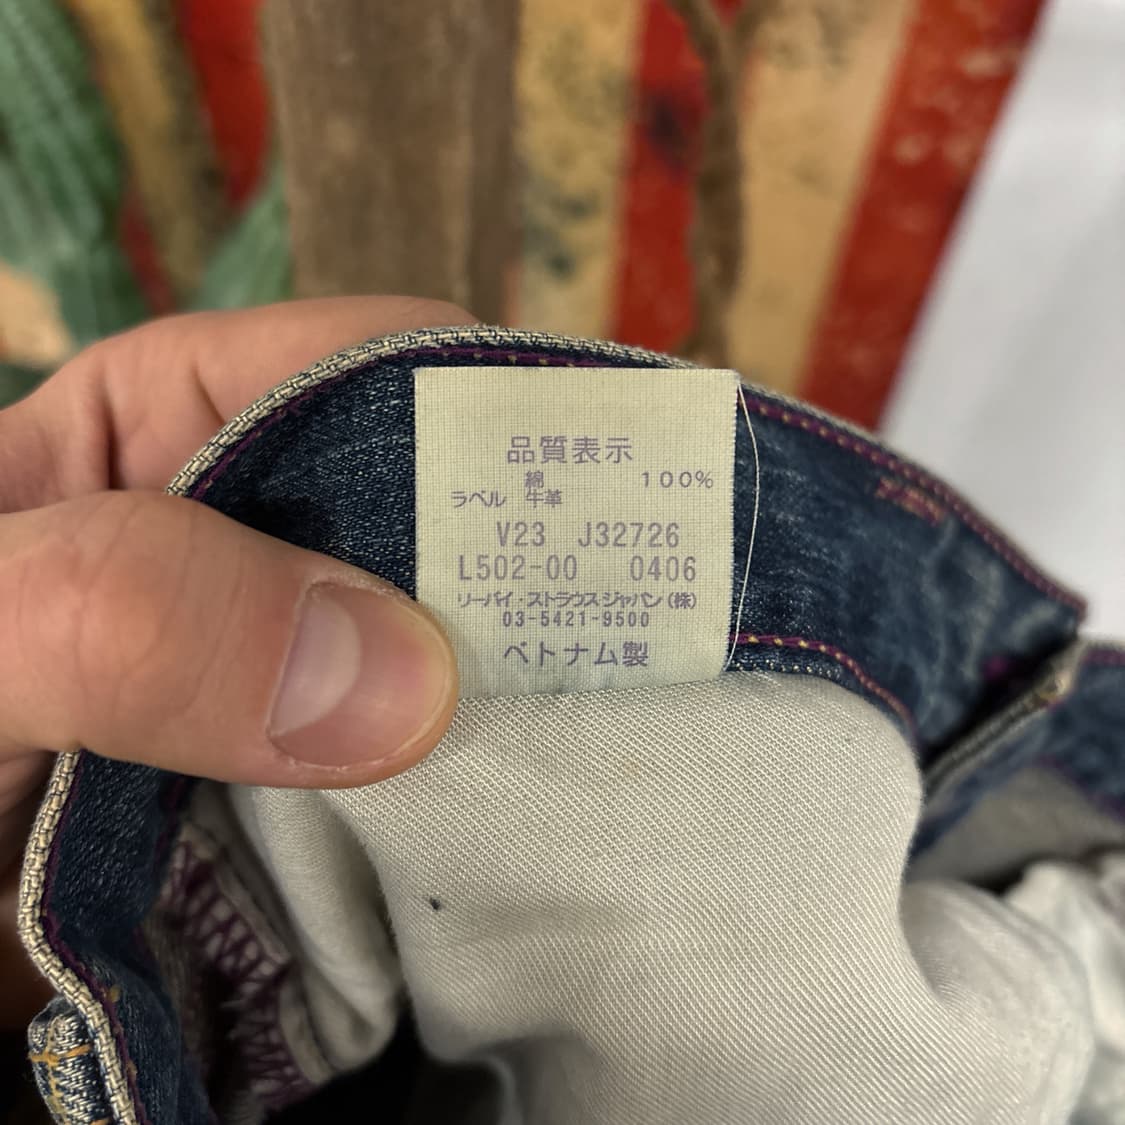 品質表示
綿 100%
ラベル 牛革
V23 J32726
L502-00 0406
リーバイ・ストラウスジャパン(株)
03-5421-9500
ベトナム製